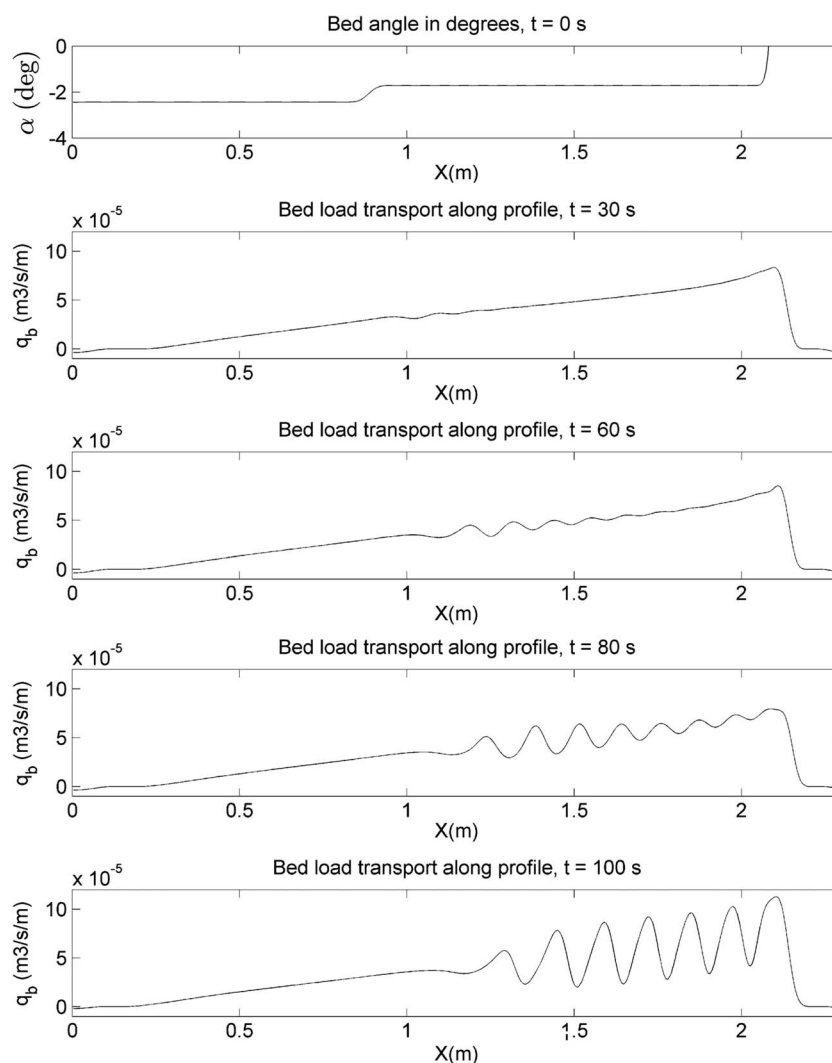 Bed angle in degrees, t = 0 s
0
-2
-4
α (deg)
0 0.5 1 1.5 2
X(m)
Bed load transport along profile, t = 30 s
x 10-5
10
5
0
qb (m3/s/m)
0 0.5 1 1.5 2
X(m)
Bed load transport along profile, t = 60 s
x 10-5
10
5
0
qb (m3/s/m)
0 0.5 1 1.5 2
X(m)
Bed load transport along profile, t = 80 s
x 10-5
10
5
0
qb (m3/s/m)
0 0.5 1 1.5 2
X(m)
Bed load transport along profile, t = 100 s
x 10-5
10
5
0
qb (m3/s/m)
0 0.5 1 1.5 2
X(m)